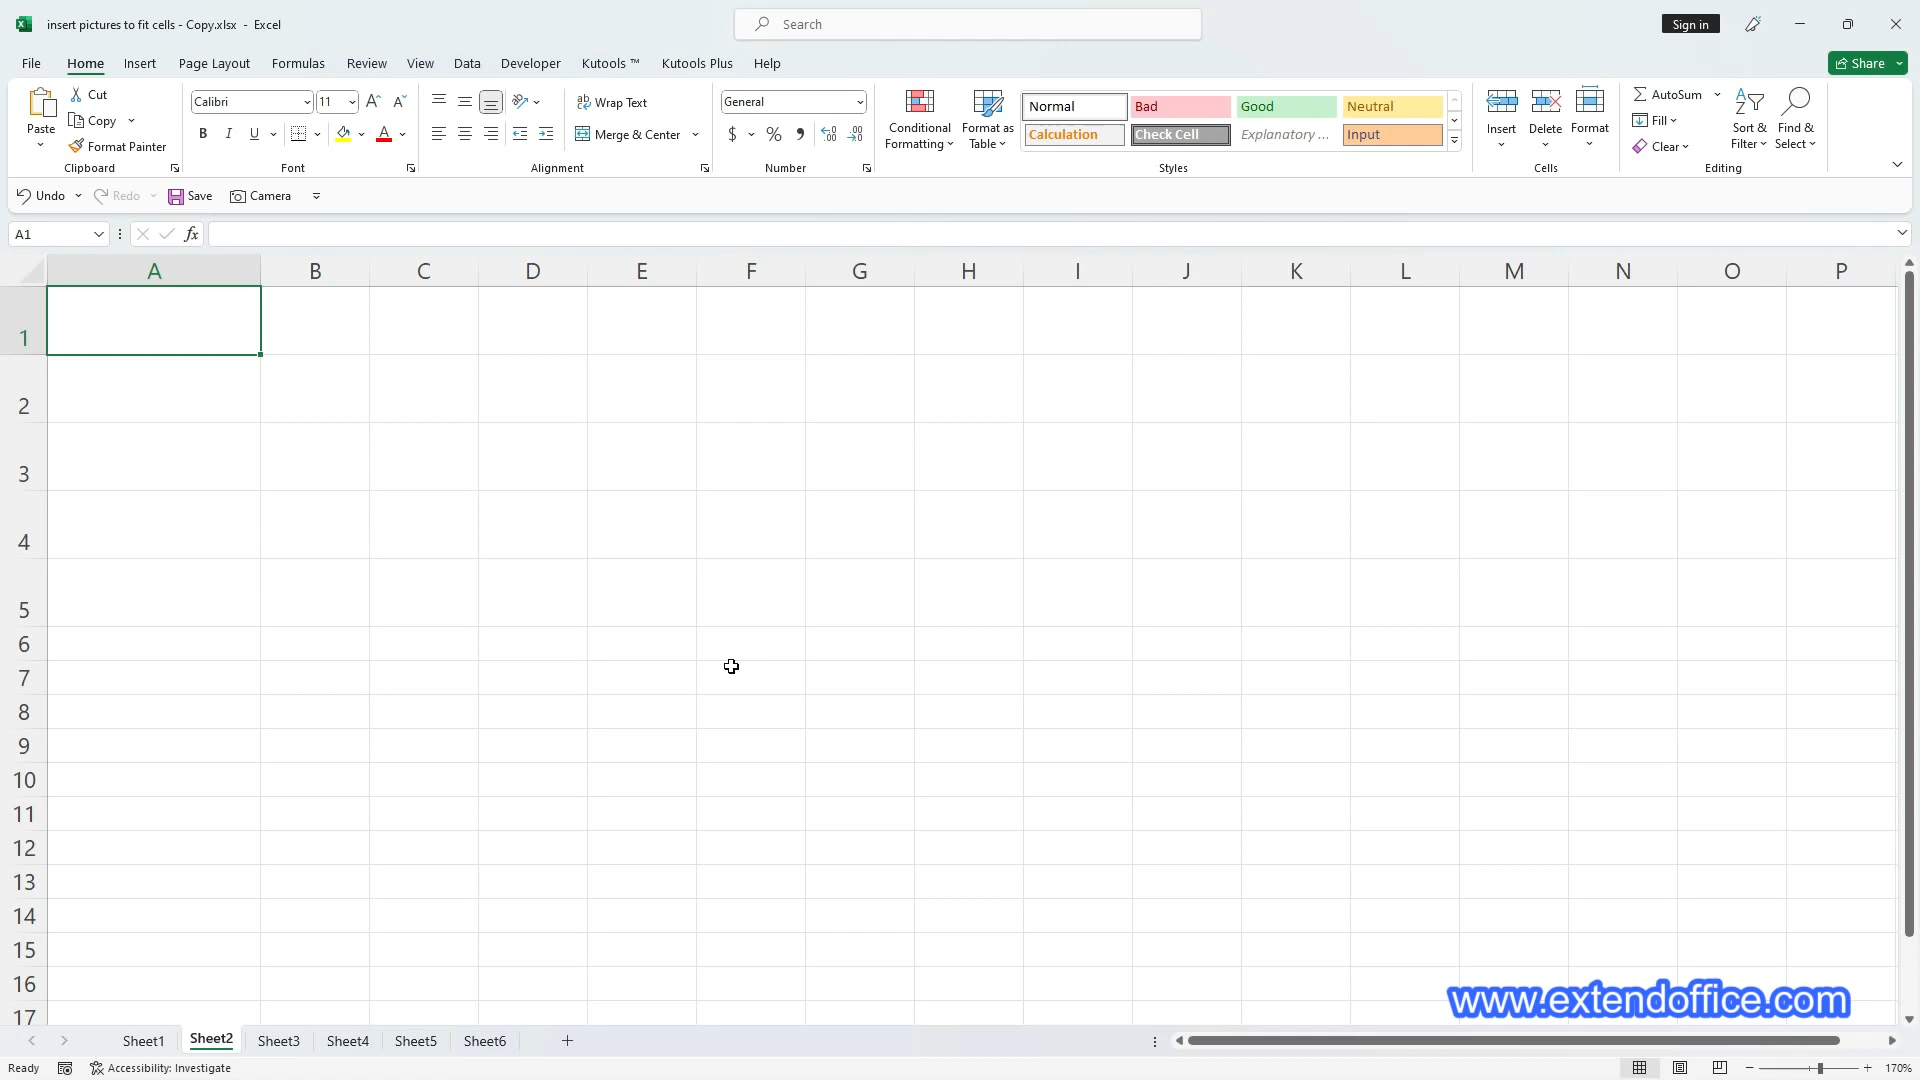 insert pictures to fit cells - Copy.xlsx - Excel
Search
Sign in
File Home Insert Page Layout Formulas Review View Data Developer Kutools ™ Kutools Plus Help
Share
Paste
Cut
Copy
Format Painter
Clipboard
Calibri 11
B I U
Font
Wrap Text
Merge & Center
Alignment
General
$ % ,
Number
Conditional Formatting
Format as Table
Normal Bad Good Neutral
Calculation Check Cell Explanatory ... Input
Styles
Insert Delete Format
Cells
AutoSum
Fill
Clear
Sort & Filter
Find & Select
Editing
Undo Redo Save Camera
A1 fx
A B C D E F G H I J K L M N O P
1
2
3
4
5
6
7
8
9
10
11
12
13
14
15
16
17
www.extendoffice.com
Sheet1 Sheet2 Sheet3 Sheet4 Sheet5 Sheet6
Ready Accessibility: Investigate 170%